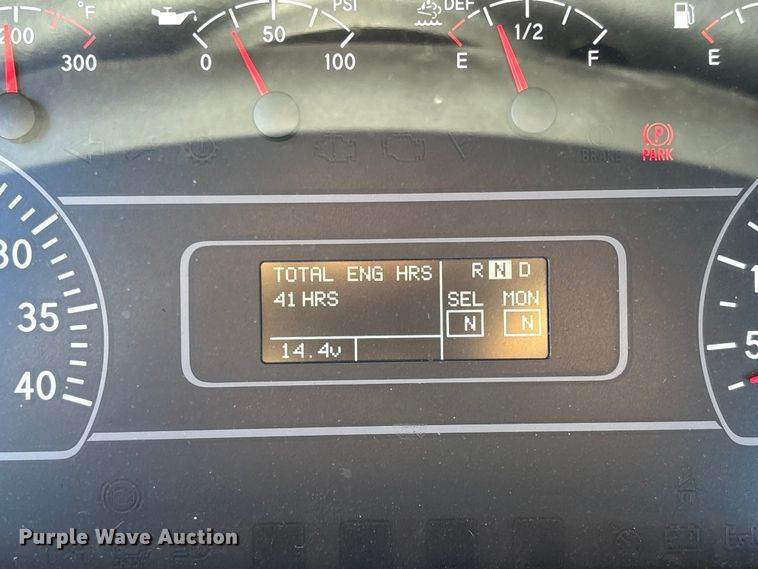 °F PSI DEF
200 50 1/2
300 0 100 E F E
BRAKE PARK
TOTAL ENG HRS R N D
41 HRS SEL MON
N N
14.4v
30
35
40
5
Purple Wave Auction